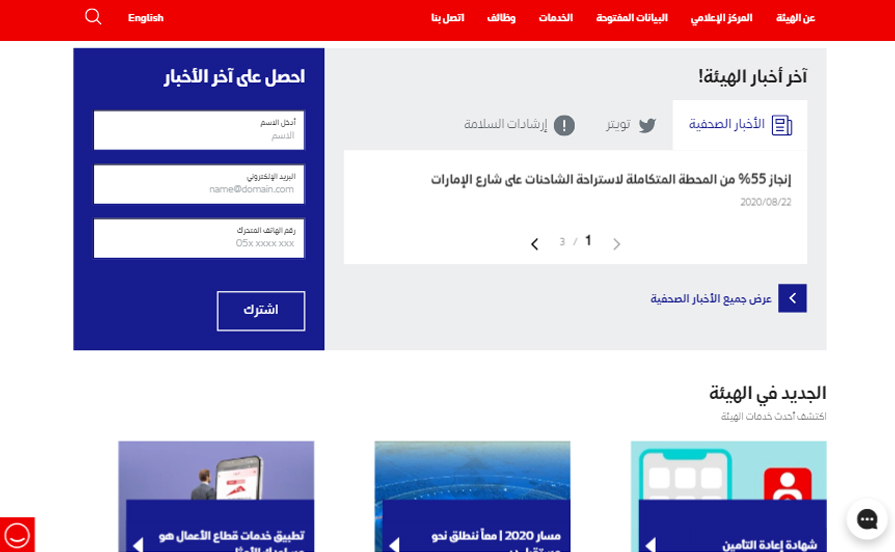 عن الهيئة
المركز الإعلامي
البيانات المفتوحة
الخدمات
وظائف
اتصل بنا
English
آخر أخبار الهيئة!
الأخبار الصحفية
تويتر
إرشادات السلامة
إنجاز 55% من المحطة المتكاملة لاستراحة الشاحنات على شارع الإمارات
2020/08/22
1 / 3
عرض جميع الأخبار الصحفية
احصل على آخر الأخبار
أدخل الاسم
الاسم
البريد الإلكتروني
name@domain.com
رقم الهاتف المتحرك
05x xxxx xxx
اشترك
الجديد في الهيئة
اكتشف أحدث خدمات الهيئة
شهادة إعادة التأمين
مسار 2020 | معاً ننطلق نحو
تطبيق خدمات قطاع الأعمال هو